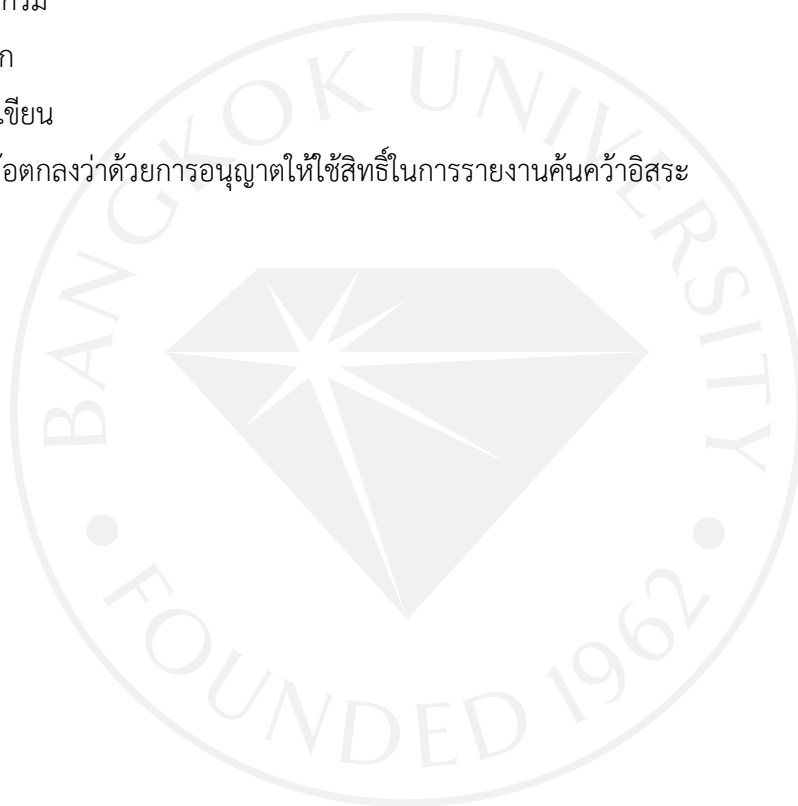 กวม
ก
เขียน
้อตกลงว่าด้วยการอนุญาตให้ใช้สิทธิ์ในการรายงานค้นคว้าอิสระ
BANGKOK UNIVERSITY
FOUNDED 1962